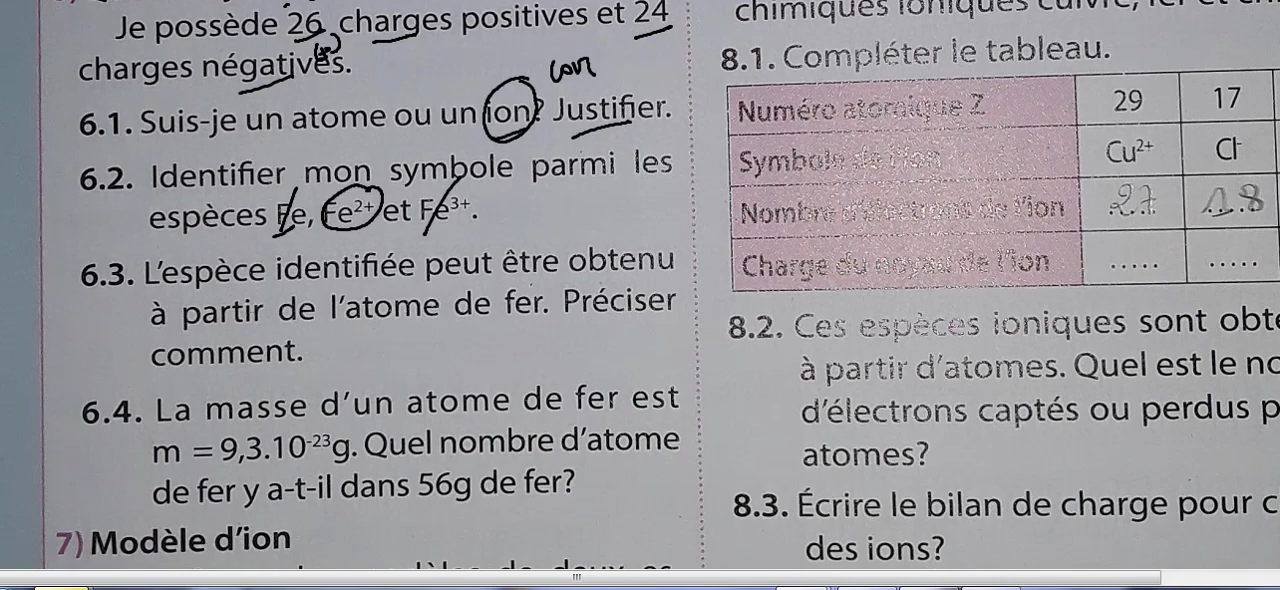 Je possède 26 charges positives et 24
charges négatives.
6.1. Suis-je un atome ou un ion? Justifier.
6.2. Identifier mon symbole parmi les
espèces Fe, Fe²⁺ et Fe³⁺.
6.3. L'espèce identifiée peut être obtenu
à partir de l'atome de fer. Préciser
comment.
6.4. La masse d'un atome de fer est
m = 9,3.10⁻²³g. Quel nombre d'atome
de fer y a-t-il dans 56g de fer?
7) Modèle d'ion
8.1. Compléter le tableau.
Numéro atomique Z 29 17
Symbole de l'ion Cu²⁺ Cl⁻
Nombre d'électrons de l'ion 27 18
Charge du noyau de l'ion ..... .....
8.2. Ces espèces ioniques sont
à partir d'atomes. Quel est le
d'électrons captés ou perdus
atomes?
8.3. Écrire le bilan de charge pour
des ions?